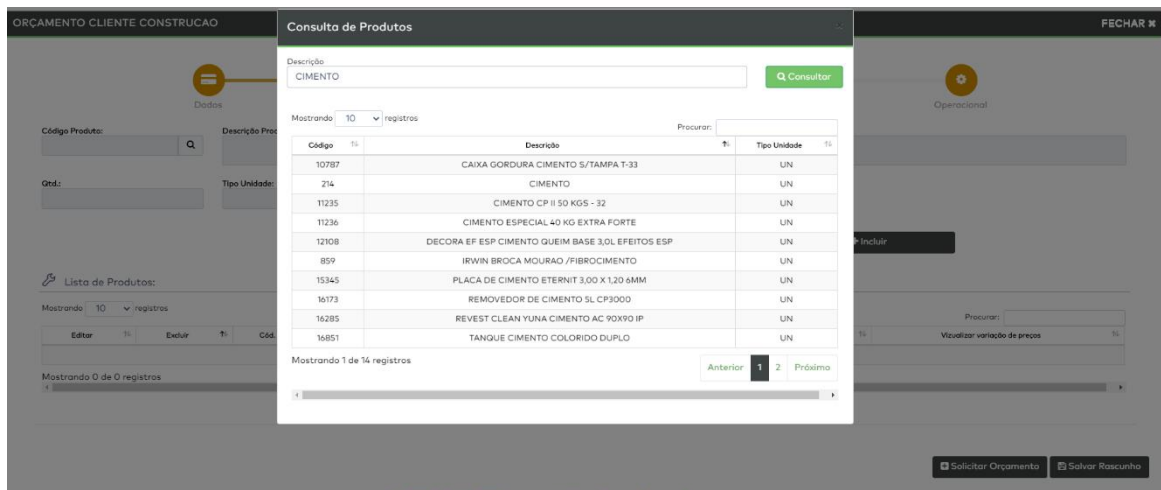 ORÇAMENTO CLIENTE CONSTRUCAO
FECHAR ✖
Consulta de Produtos
Descrição
CIMENTO
Consultar
Mostrando 10 registros
Procurar:
Código Descrição Tipo Unidade
10787 CAIXA GORDURA CIMENTO S/TAMPA T-33 UN
214 CIMENTO UN
11235 CIMENTO CP II 50 KGS - 32 UN
11236 CIMENTO ESPECIAL 40 KG EXTRA FORTE UN
12108 DECORA EF ESP CIMENTO QUEIM BASE 3,0L EFEITOS ESP UN
859 IRWIN BROCA MOURAO /FIBROCIMENTO UN
15345 PLACA DE CIMENTO ETERNIT 3,00 X 1,20 6MM UN
16173 REMOVEDOR DE CIMENTO 5L CP3000 UN
16285 REVEST CLEAN YUNA CIMENTO AC 90X90 IP UN
16851 TANQUE CIMENTO COLORIDO DUPLO UN
Mostrando 1 de 14 registros
Anterior 1 2 Próximo
Dados
Operacional
Código Produto:
Descrição Proc
Qtd.:
Tipo Unidade:
Incluir
Lista de Produtos:
Mostrando 10 registros
Procurar:
Editar Excluir Cód. Vizualizar variação de preços
Mostrando 0 de 0 registros
Solicitar Orçamento
Salvar Rascunho